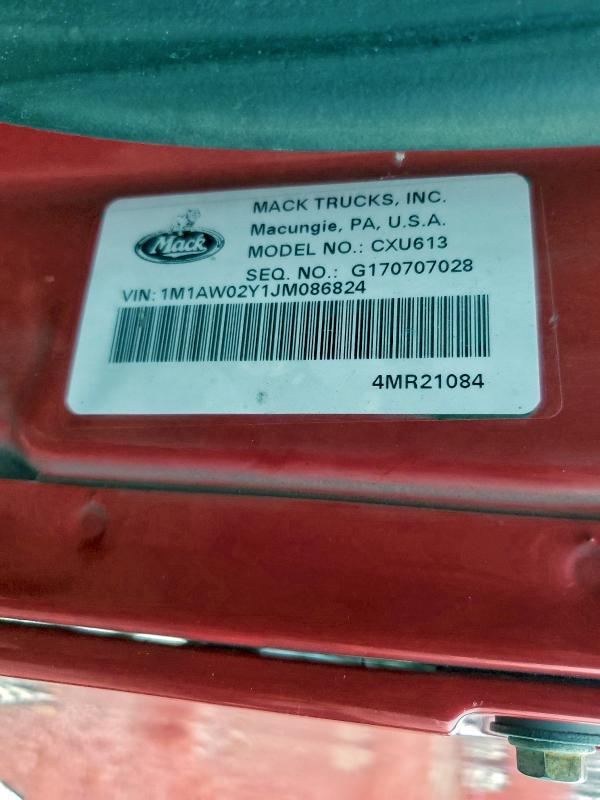 Mack
MACK TRUCKS, INC.
Macungie, PA, U.S.A.
MODEL NO.: CXU613
SEQ. NO.: G170707028
VIN: 1M1AW02Y1JM086824
4MR21084